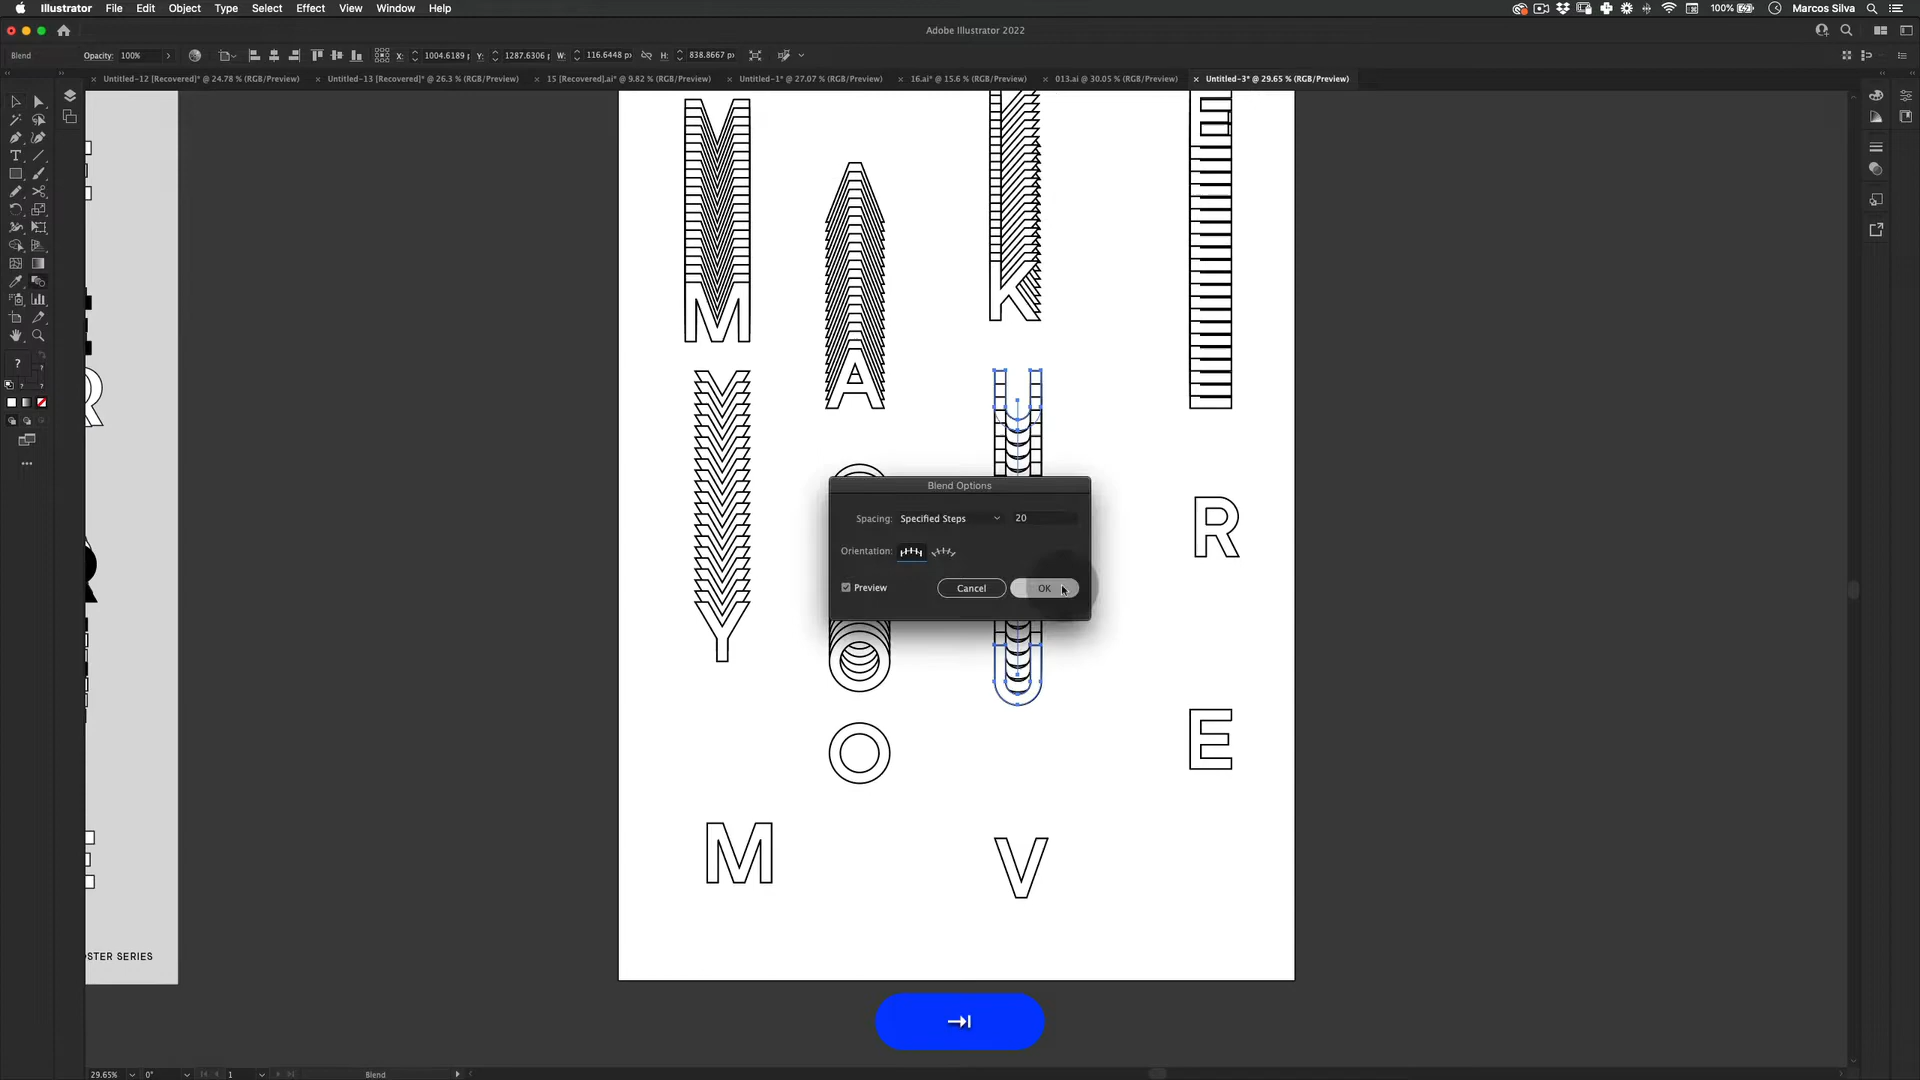 Illustrator File Edit Object Type Select Effect View Window Help 100% Marcos Silva
Adobe Illustrator 2022
Blend Opacity: 100% X: 1004.6189 Y: 1287.6306 W: 116.6448 p H: 838.8667 p
Untitled-12 [Recovered]* @ 24.78 % (RGB/Preview) Untitled-13 [Recovered]* @ 26.3 % (RGB/Preview) 15 [Recovered].ai* @ 9.82 % (RGB/Preview) Untitled-1* @ 27.07 % (RGB/Preview) 16.ai* @ 15.6 % (RGB/Preview) 013.ai @ 30.05 % (RGB/Preview) Untitled-3* @ 29.65 % (RGB/Preview)
M A K E
Y O U R
M O V E
R
Blend Options
Spacing: Specified Steps 20
Orientation:
Preview Cancel OK
OSTER SERIES
29.65% 0° 1 Blend